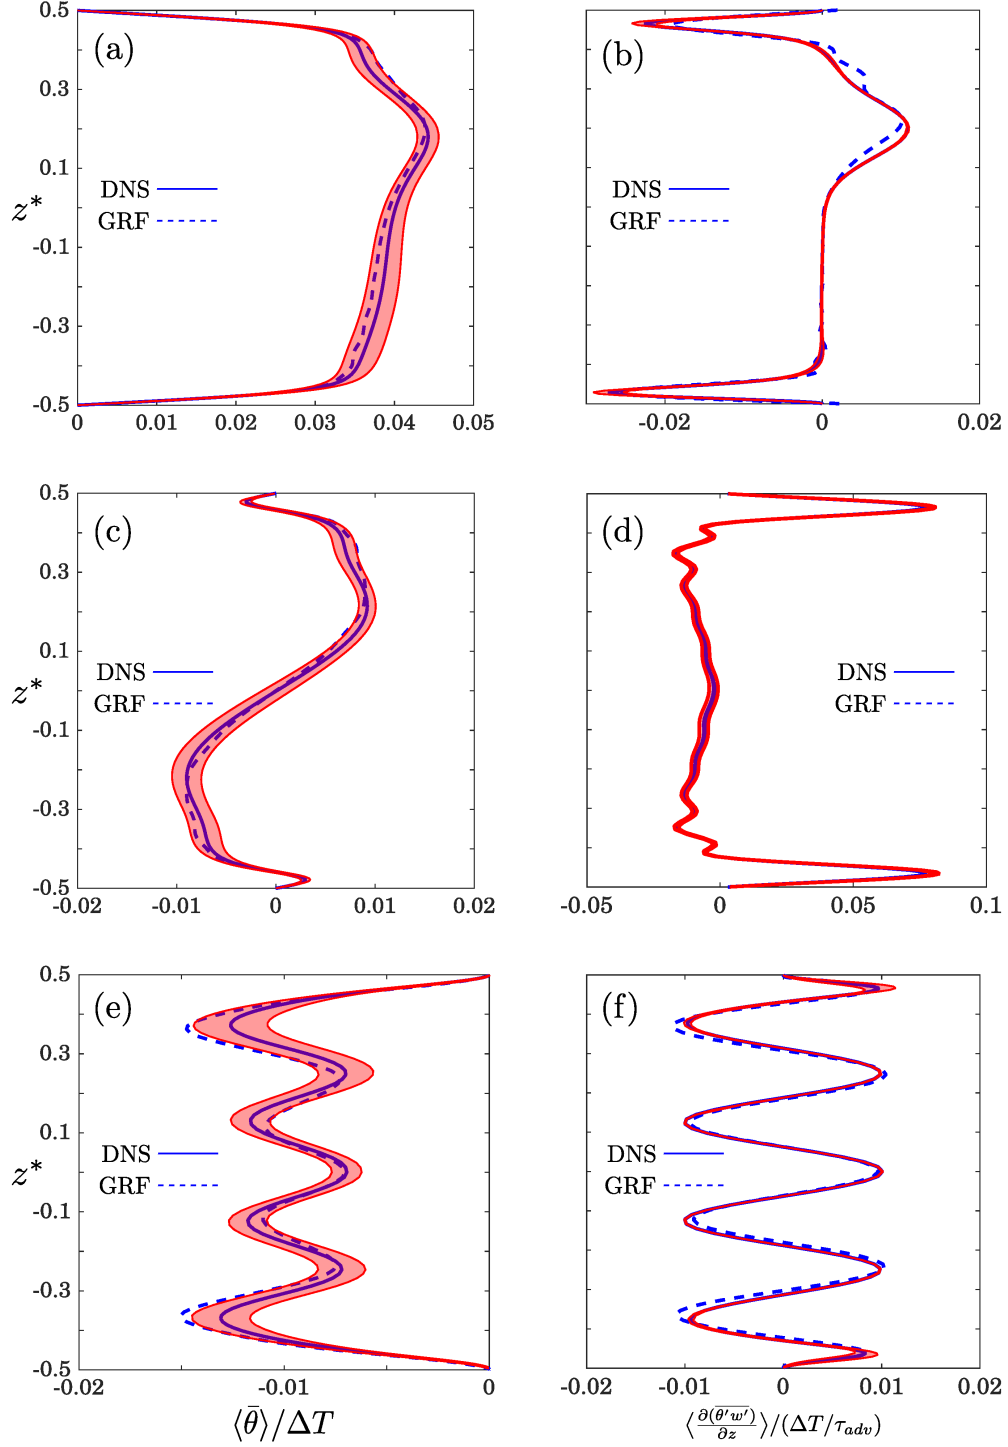 0.5
(a)
(b)
0.3
0.1
DNS
DNS
z*
GRF
GRF
-0.1
-0.3
-0.5
0 0.01 0.02 0.03 0.04 0.05
-0.02 0 0.02
0.5
(c)
(d)
0.3
0.1
DNS
DNS
z*
GRF
GRF
-0.1
-0.3
-0.5
-0.02 -0.01 0 0.01 0.02
-0.05 0 0.05 0.1
0.5
(e)
(f)
0.3
0.1
DNS
DNS
z*
GRF
GRF
-0.1
-0.3
-0.5
-0.02 -0.01 0
-0.02 -0.01 0 0.01 0.02
⟨θ̄⟩/ΔT
⟨∂(θ′w′)‾/∂z⟩/(ΔT/τ_adv)